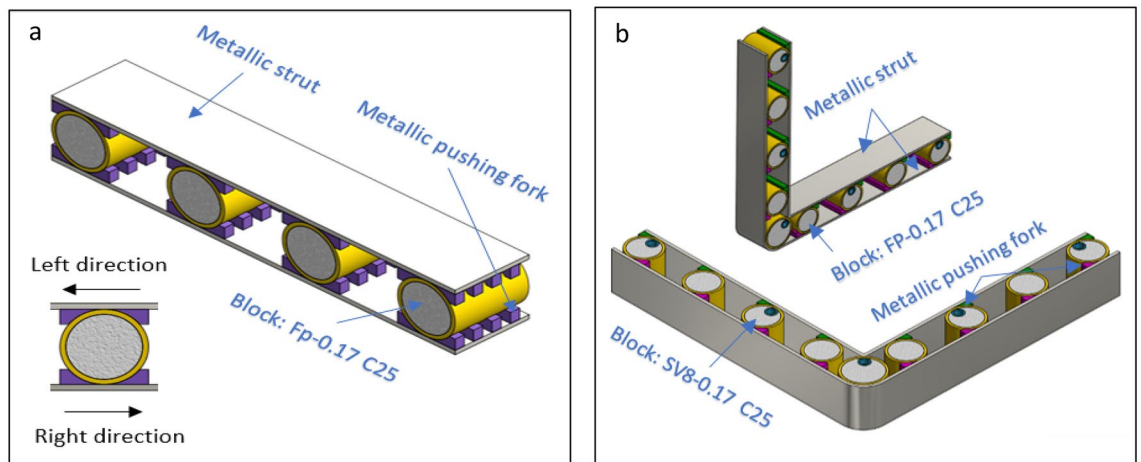 a
Metallic strut
Metallic pushing fork
Block: Fp-0.17 C25
Left direction
Right direction
b
Metallic strut
Block: FP-0.17 C25
Metallic pushing fork
Block: SV8-0.17 C25